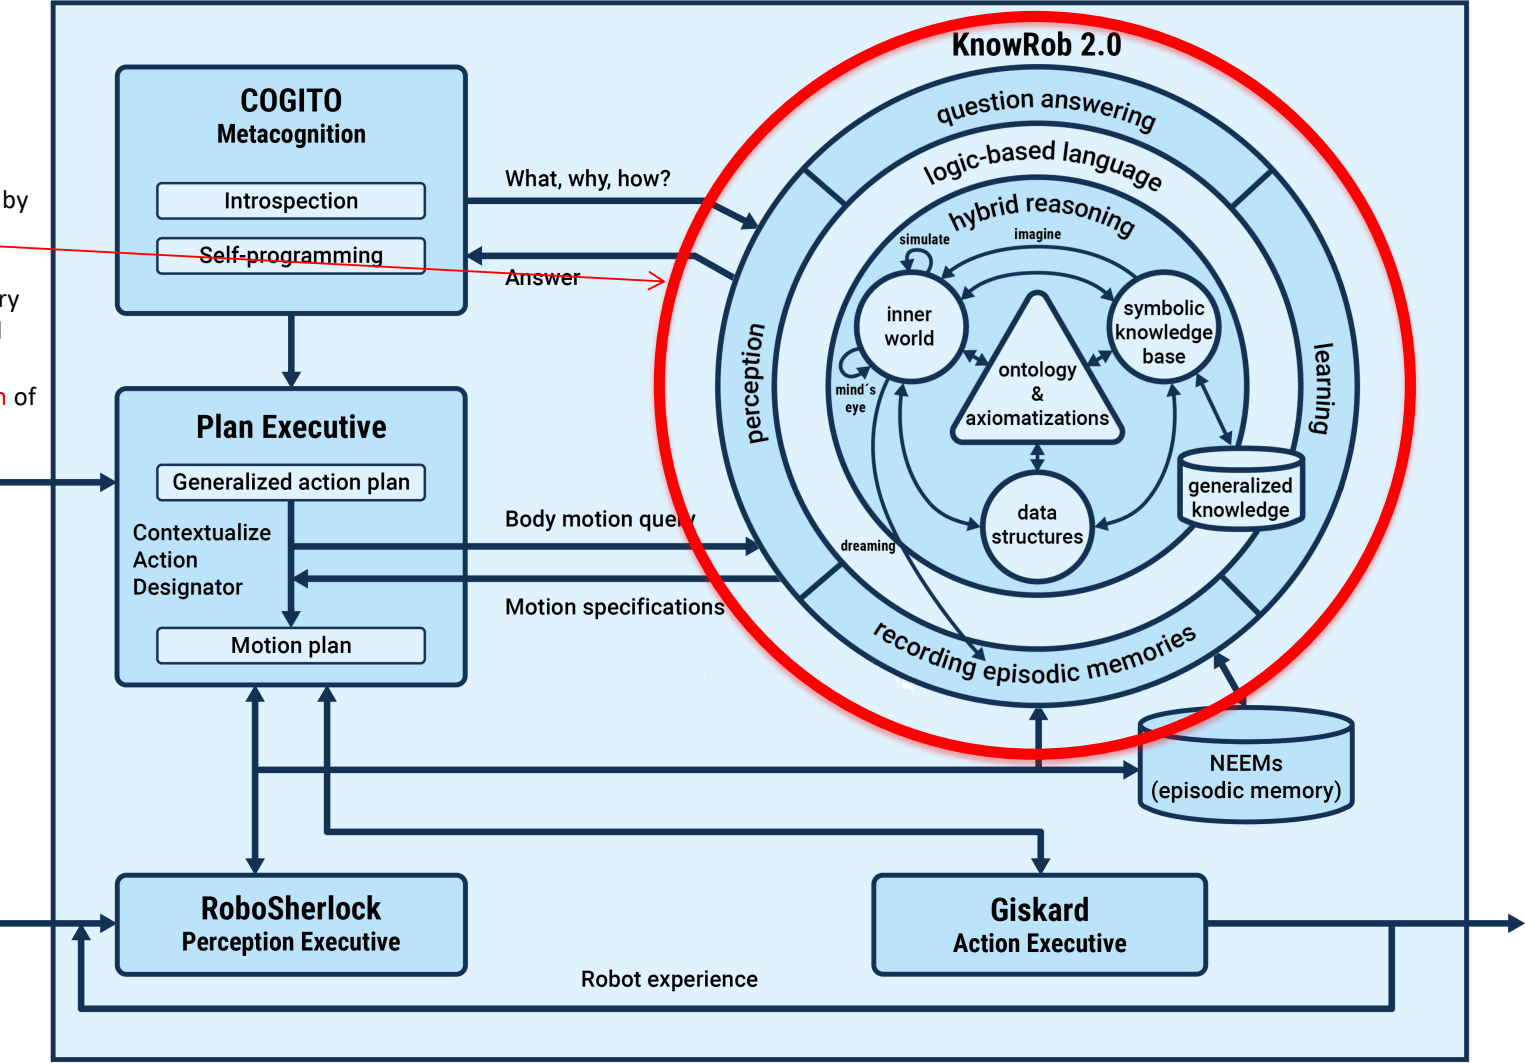 KnowRob 2.0
question answering
logic-based language
hybrid reasoning
perception
learning
recording episodic memories
simulate
imagine
inner
world
mind´s
eye
symbolic
knowledge
base
ontology
&
axiomatizations
data
structures
generalized
knowledge
dreaming
COGITO
Metacognition
Introspection
Self-programming
What, why, how?
Answer
by
ry
n of
Plan Executive
Generalized action plan
Contextualize
Action
Designator
Motion plan
Body motion query
Motion specifications
NEEMs
(episodic memory)
RoboSherlock
Perception Executive
Giskard
Action Executive
Robot experience